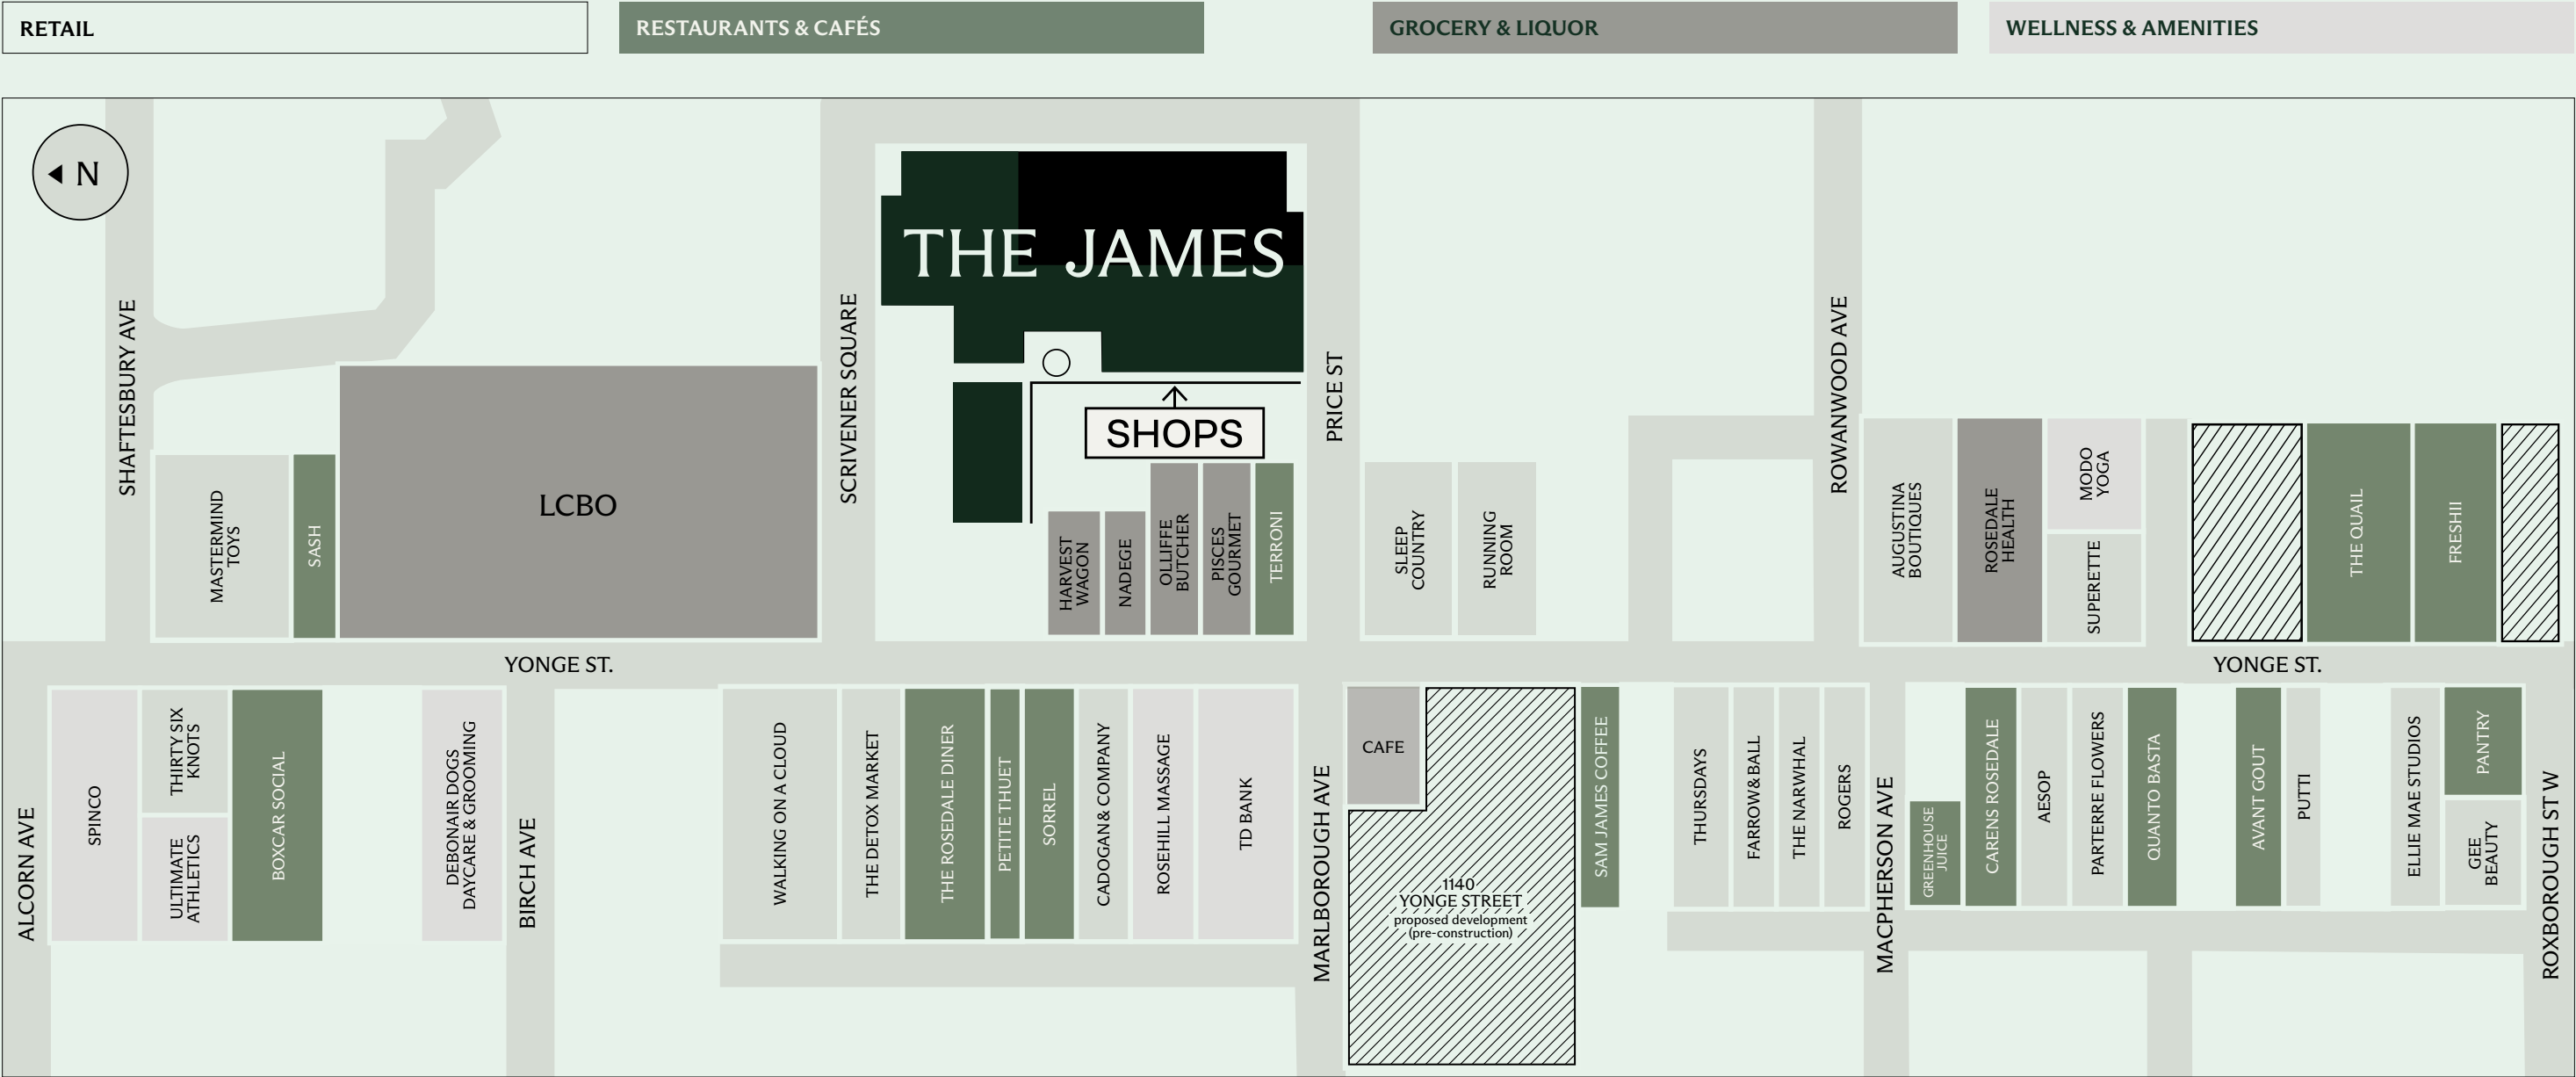 RETAIL
RESTAURANTS & CAFÉS
GROCERY & LIQUOR
WELLNESS & AMENITIES
N
SHAFTESBURY AVE
MASTERMIND
TOYS
SASH
LCBO
SCRIVENER SQUARE
THE JAMES
SHOPS
HARVEST
WAGON
NADEGE
OLLIFFE
BUTCHER
PISCES
GOURMET
TERRONI
PRICE ST
SLEEP
COUNTRY
RUNNING
ROOM
ROWANWOOD AVE
AUGUSTINA
BOUTIQUES
ROSEDALE
HEALTH
MODO
YOGA
SUPERETTE
THE QUAIL
FRESHII
YONGE ST.
YONGE ST.
ALCORN AVE
SPINCO
THIRTY SIX
KNOTS
ULTIMATE
ATHLETICS
BOXCAR SOCIAL
DEBONAIR DOGS
DAYCARE & GROOMING
BIRCH AVE
WALKING ON A CLOUD
THE DETOX MARKET
THE ROSEDALE DINER
PETITE THUET
SORREL
CADOGAN& COMPANY
ROSEHILL MASSAGE
TD BANK
MARLBOROUGH AVE
CAFE
1140
YONGE STREET
proposed development
(pre-construction)
SAM JAMES COFFEE
THURSDAYS
FARROW&BALL
THE NARWHAL
ROGERS
MACPHERSON AVE
GREENHOUSE
JUICE
CARENS ROSEDALE
AESOP
PARTERRE FLOWERS
QUANTO BASTA
AVANT GOUT
PUTTI
ELLIE MAE STUDIOS
PANTRY
GEE
BEAUTY
ROXBOROUGH ST W